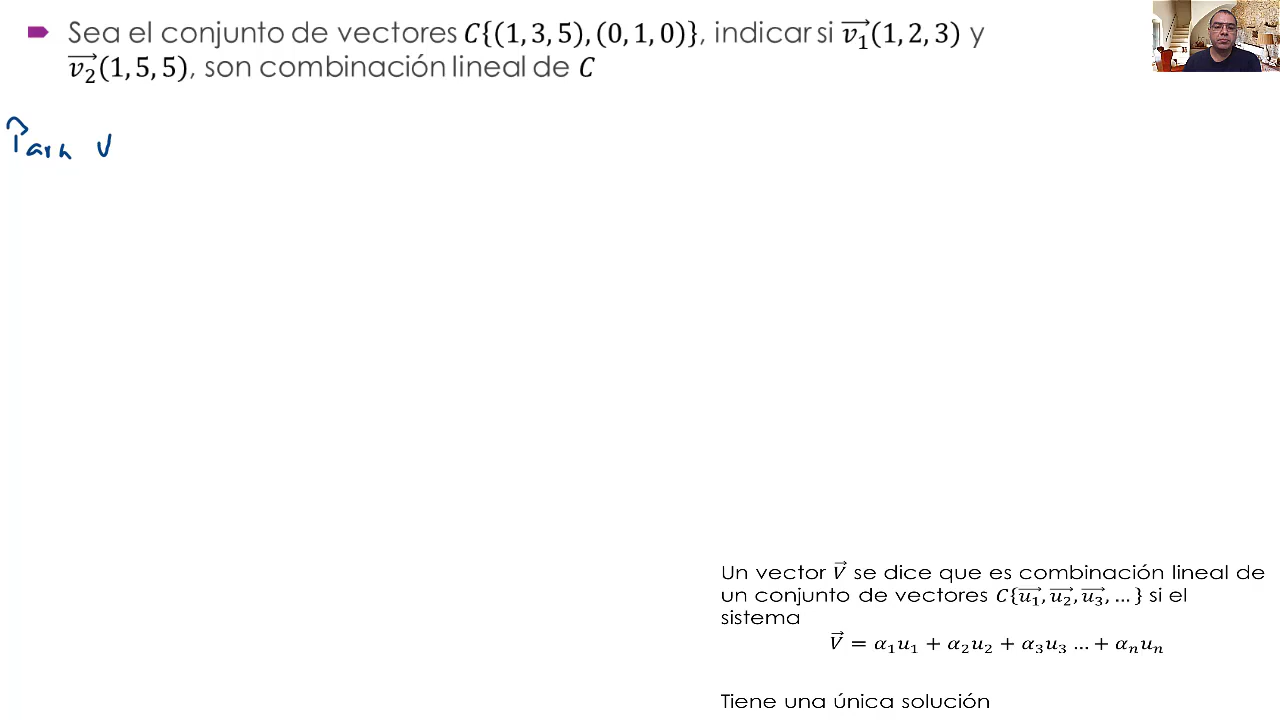 Sea el conjunto de vectores C{(1, 3, 5), (0, 1, 0)}, indicar si v₁⃗(1, 2, 3) y
v₂⃗(1, 5, 5), son combinación lineal de C
Para v
Un vector V⃗ se dice que es combinación lineal de
un conjunto de vectores C{u₁⃗, u₂⃗, u₃⃗, … } si el
sistema
V⃗ = α₁u₁ + α₂u₂ + α₃u₃ … + αₙuₙ
Tiene una única solución